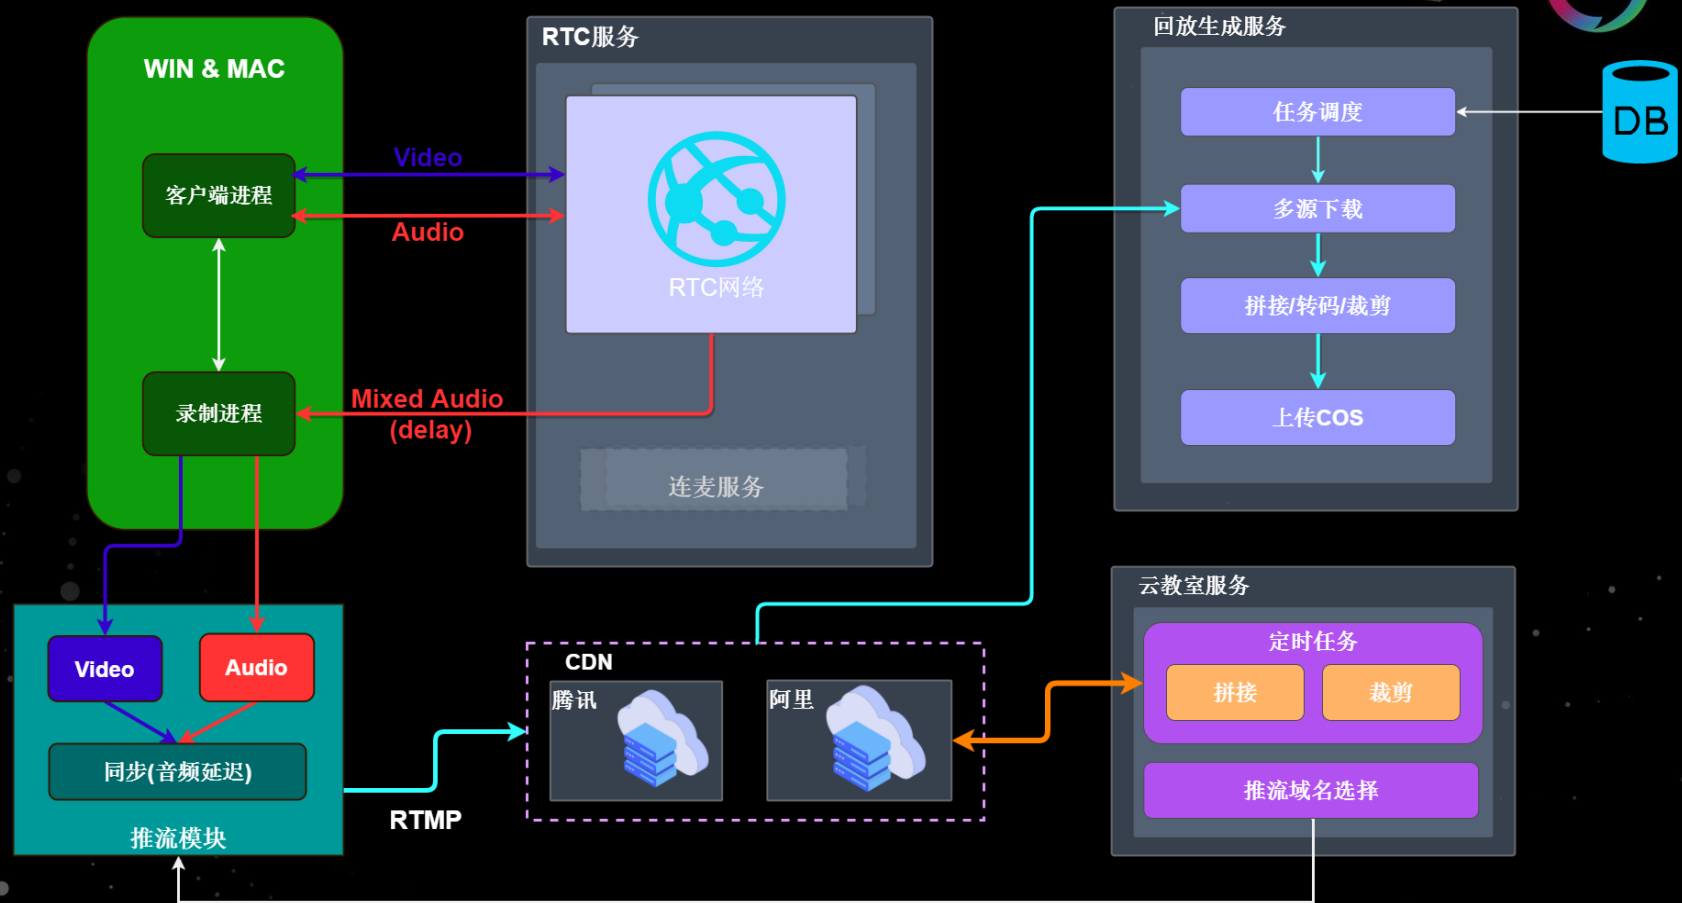 WIN & MAC
客户端进程
录制进程
Video
Audio
Mixed Audio
(delay)
RTC服务
RTC网络
连麦服务
回放生成服务
任务调度
多源下载
拼接/转码/裁剪
上传COS
DB
Video
Audio
同步(音频延迟)
推流模块
RTMP
CDN
腾讯
阿里
云教室服务
定时任务
拼接
裁剪
推流域名选择